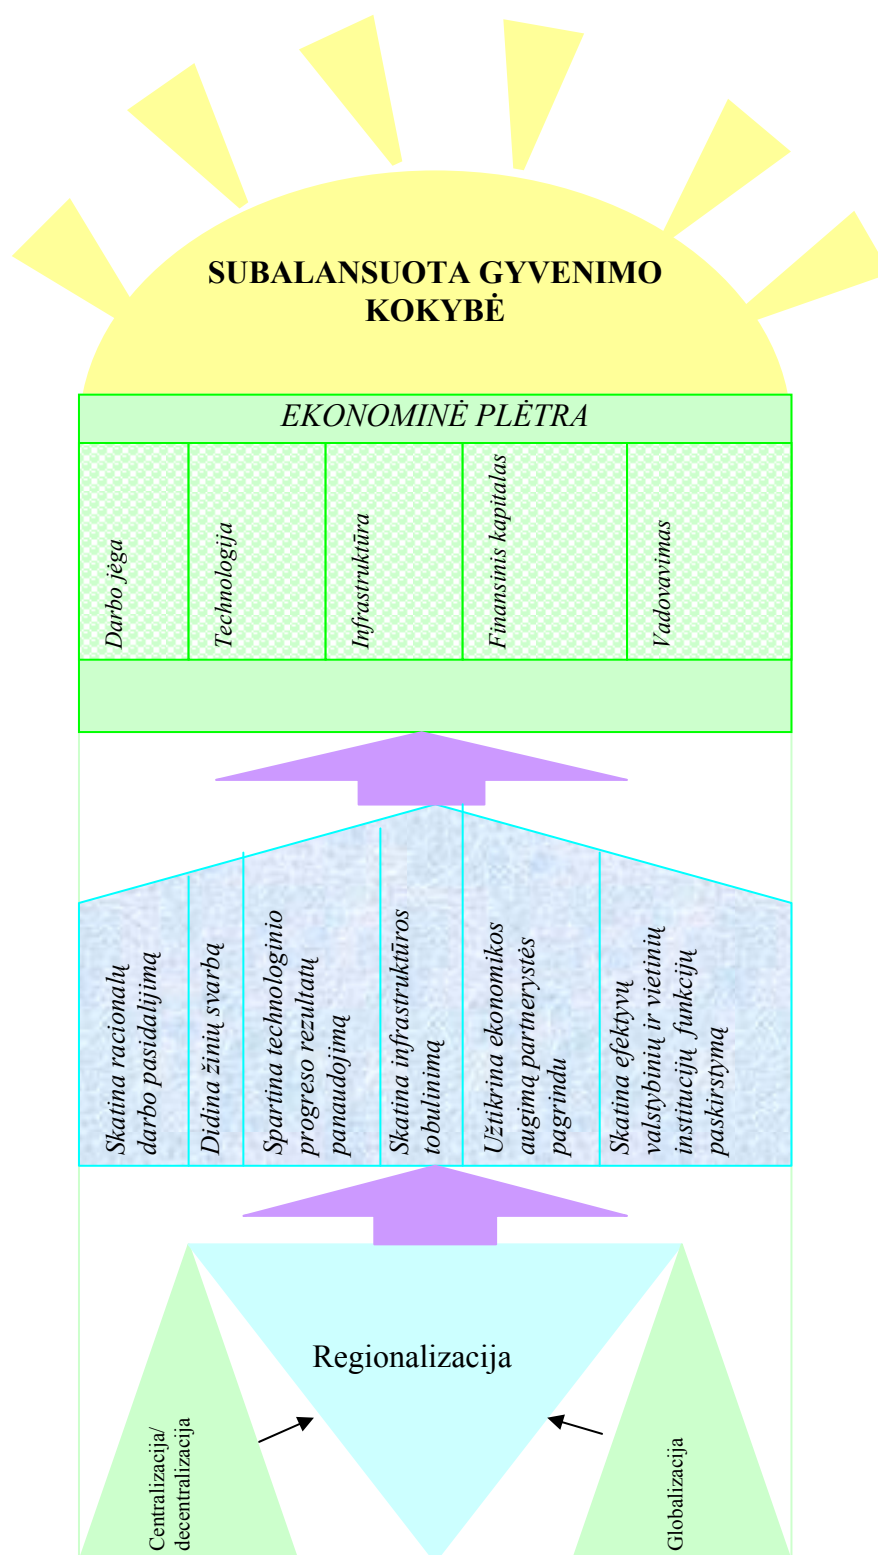 SUBALANSUOTA GYVENIMO
KOKYBĖ
EKONOMINĖ PLĖTRA
Darbo jėga
Technologija
Infrastruktūra
Finansinis kapitalas
Vadovavimas
Skatina racionalų
darbo pasidalijimą
Didina žinių svarbą
Spartina technologinio
progreso rezultatų
panaudojimą
Skatina infrastruktūros
tobulinimą
Užtikrina ekonomikos
augimą partnerystės
pagrindu
Skatina efektyvų
valstybinių ir vietinių
institucijų funkcijų
paskirstymą
Regionalizacija
Centralizacija/
decentralizacija
Globalizacija